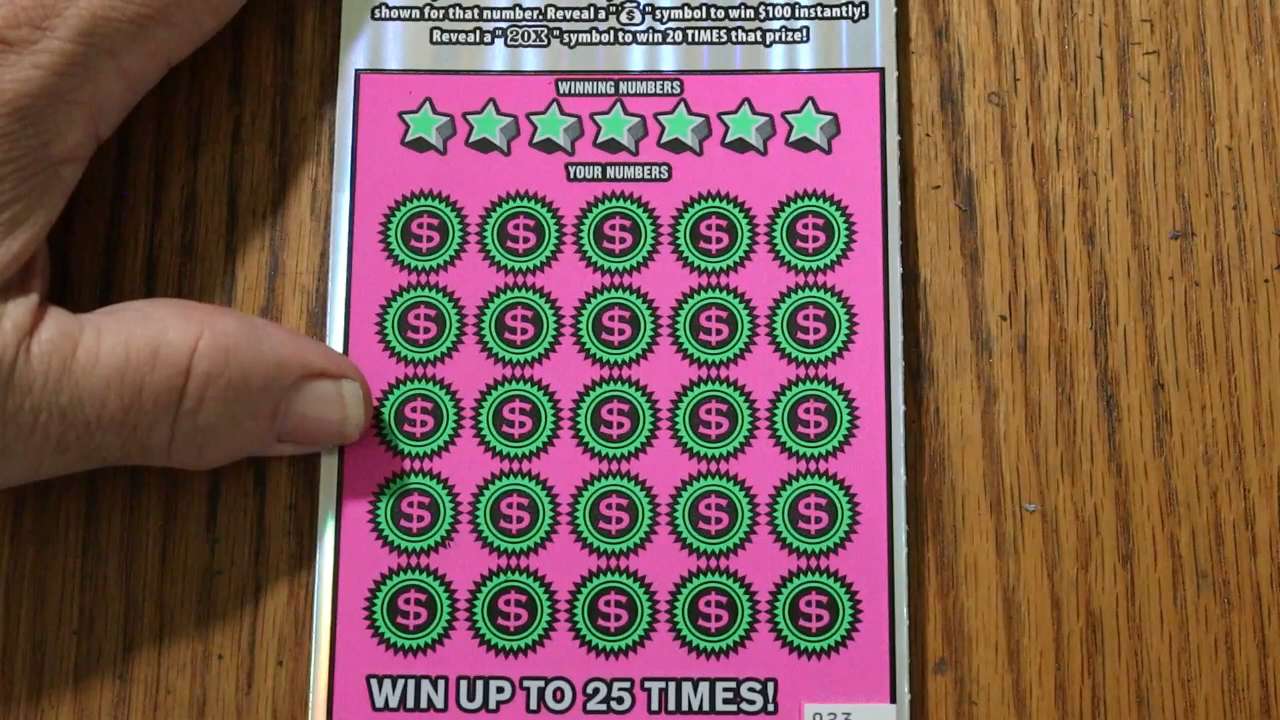 shown for that number. Reveal a "$" symbol to win $100 instantly!
Reveal a "20X" symbol to win 20 TIMES that prize!
WINNING NUMBERS
YOUR NUMBERS
$ $ $ $ $
$ $ $ $ $
$ $ $ $ $
$ $ $ $ $
$ $ $ $ $
WIN UP TO 25 TIMES!
023